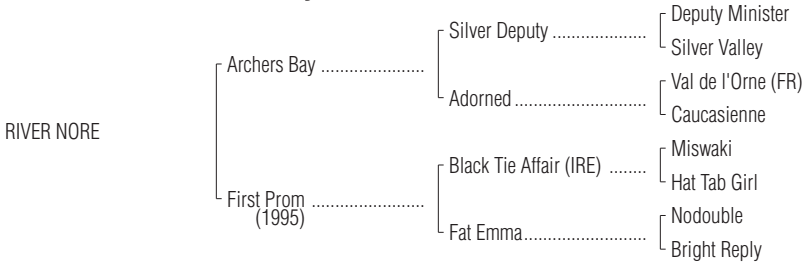 Deputy Minister
Silver Deputy ....................
Silver Valley
Archers Bay ......................
Val de l'Orne (FR)
Adorned ............................
Caucasienne
RIVER NORE
Miswaki
Black Tie Affair (IRE) ........
Hat Tab Girl
First Prom ........................
(1995)
Nodouble
Fat Emma ..........................
Bright Reply